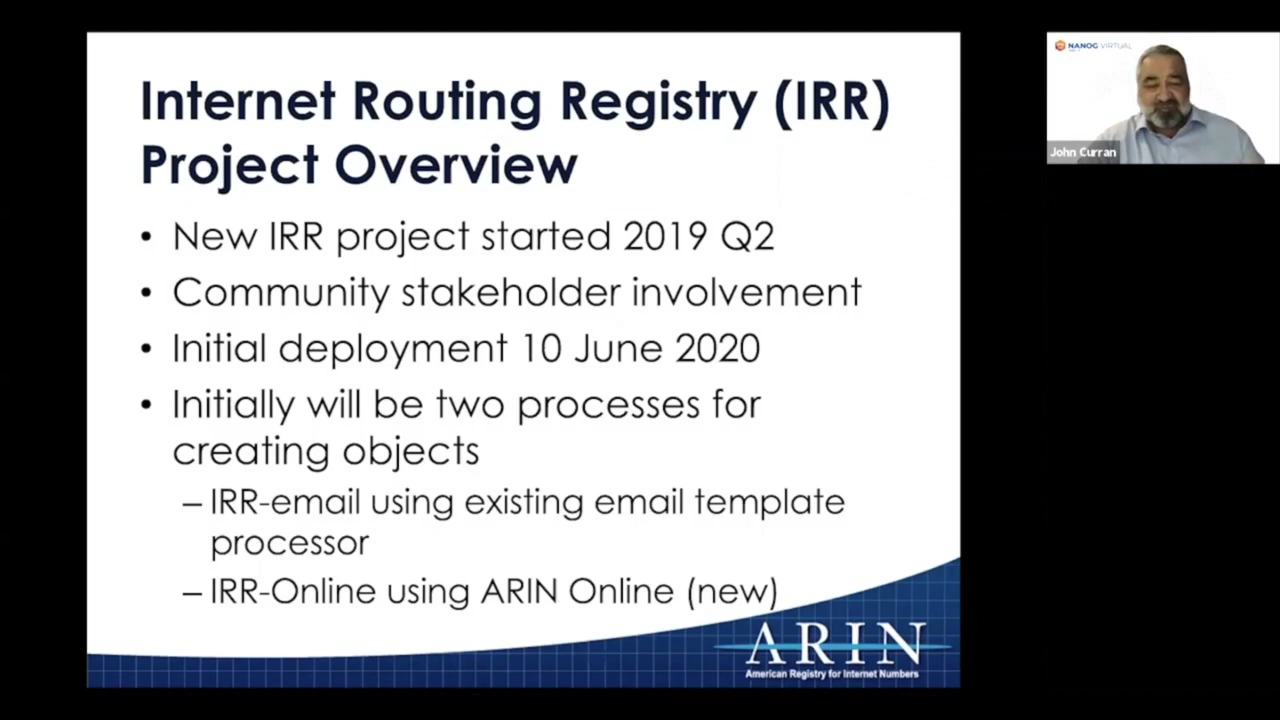 Internet Routing Registry (IRR)
Project Overview
• New IRR project started 2019 Q2
• Community stakeholder involvement
• Initial deployment 10 June 2020
• Initially will be two processes for
creating objects
– IRR-email using existing email template
processor
– IRR-Online using ARIN Online (new)
ARIN
American Registry for Internet Numbers
NANOG VIRTUAL
John Curran